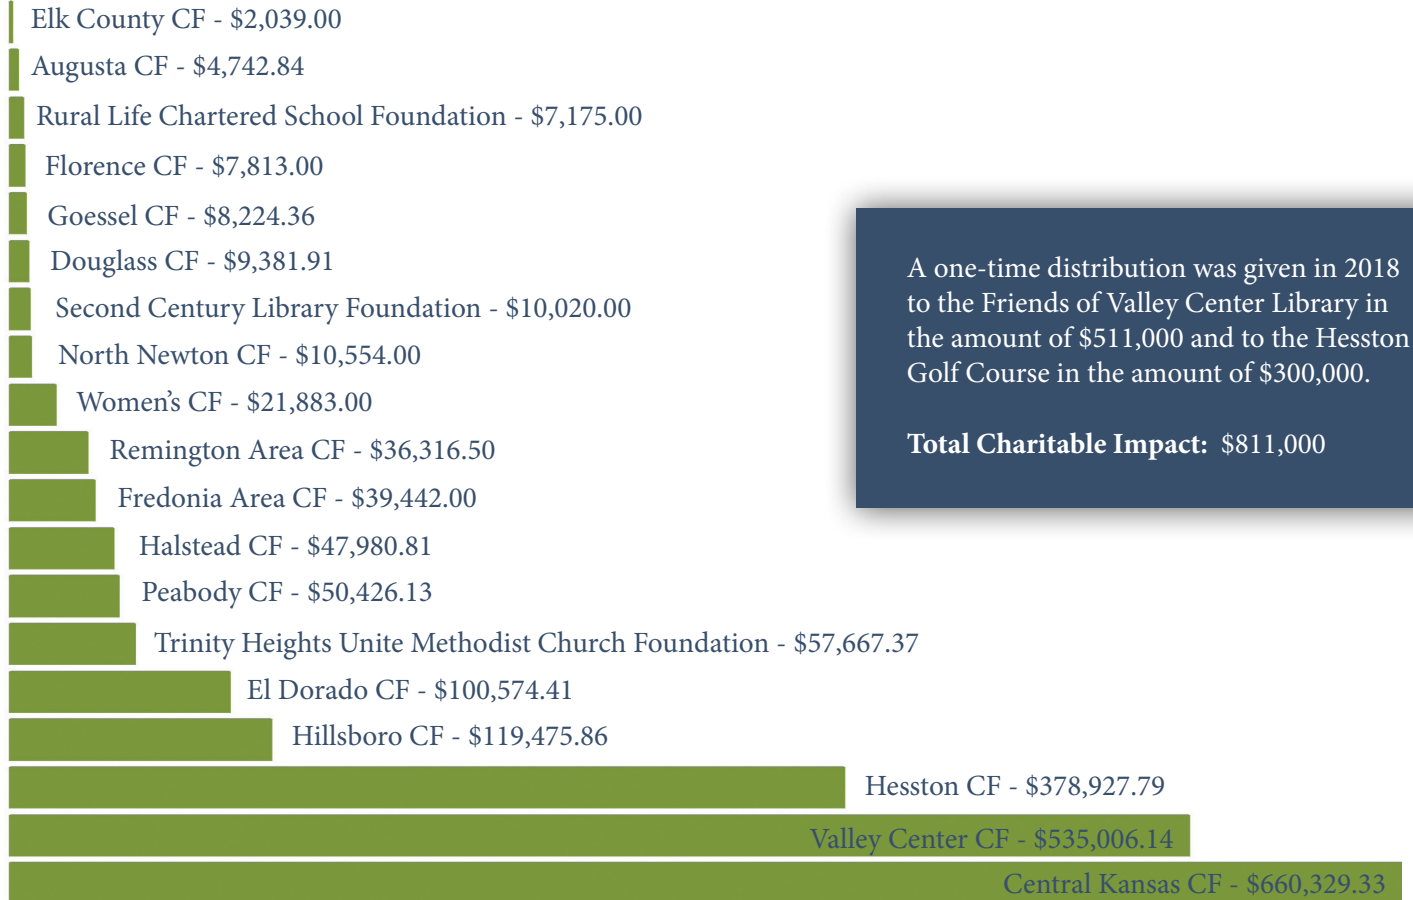 Elk County CF - $2,039.00
Augusta CF - $4,742.84
Rural Life Chartered School Foundation - $7,175.00
Florence CF - $7,813.00
Goessel CF - $8,224.36
Douglass CF - $9,381.91
Second Century Library Foundation - $10,020.00
North Newton CF - $10,554.00
Women’s CF - $21,883.00
Remington Area CF - $36,316.50
Fredonia Area CF - $39,442.00
Halstead CF - $47,980.81
Peabody CF - $50,426.13
Trinity Heights Unite Methodist Church Foundation - $57,667.37
El Dorado CF - $100,574.41
Hillsboro CF - $119,475.86
Hesston CF - $378,927.79
Valley Center CF - $535,006.14
Central Kansas CF - $660,329.33
A one-time distribution was given in 2018
to the Friends of Valley Center Library in
the amount of $511,000 and to the Hesston
Golf Course in the amount of $300,000.
Total Charitable Impact: $811,000